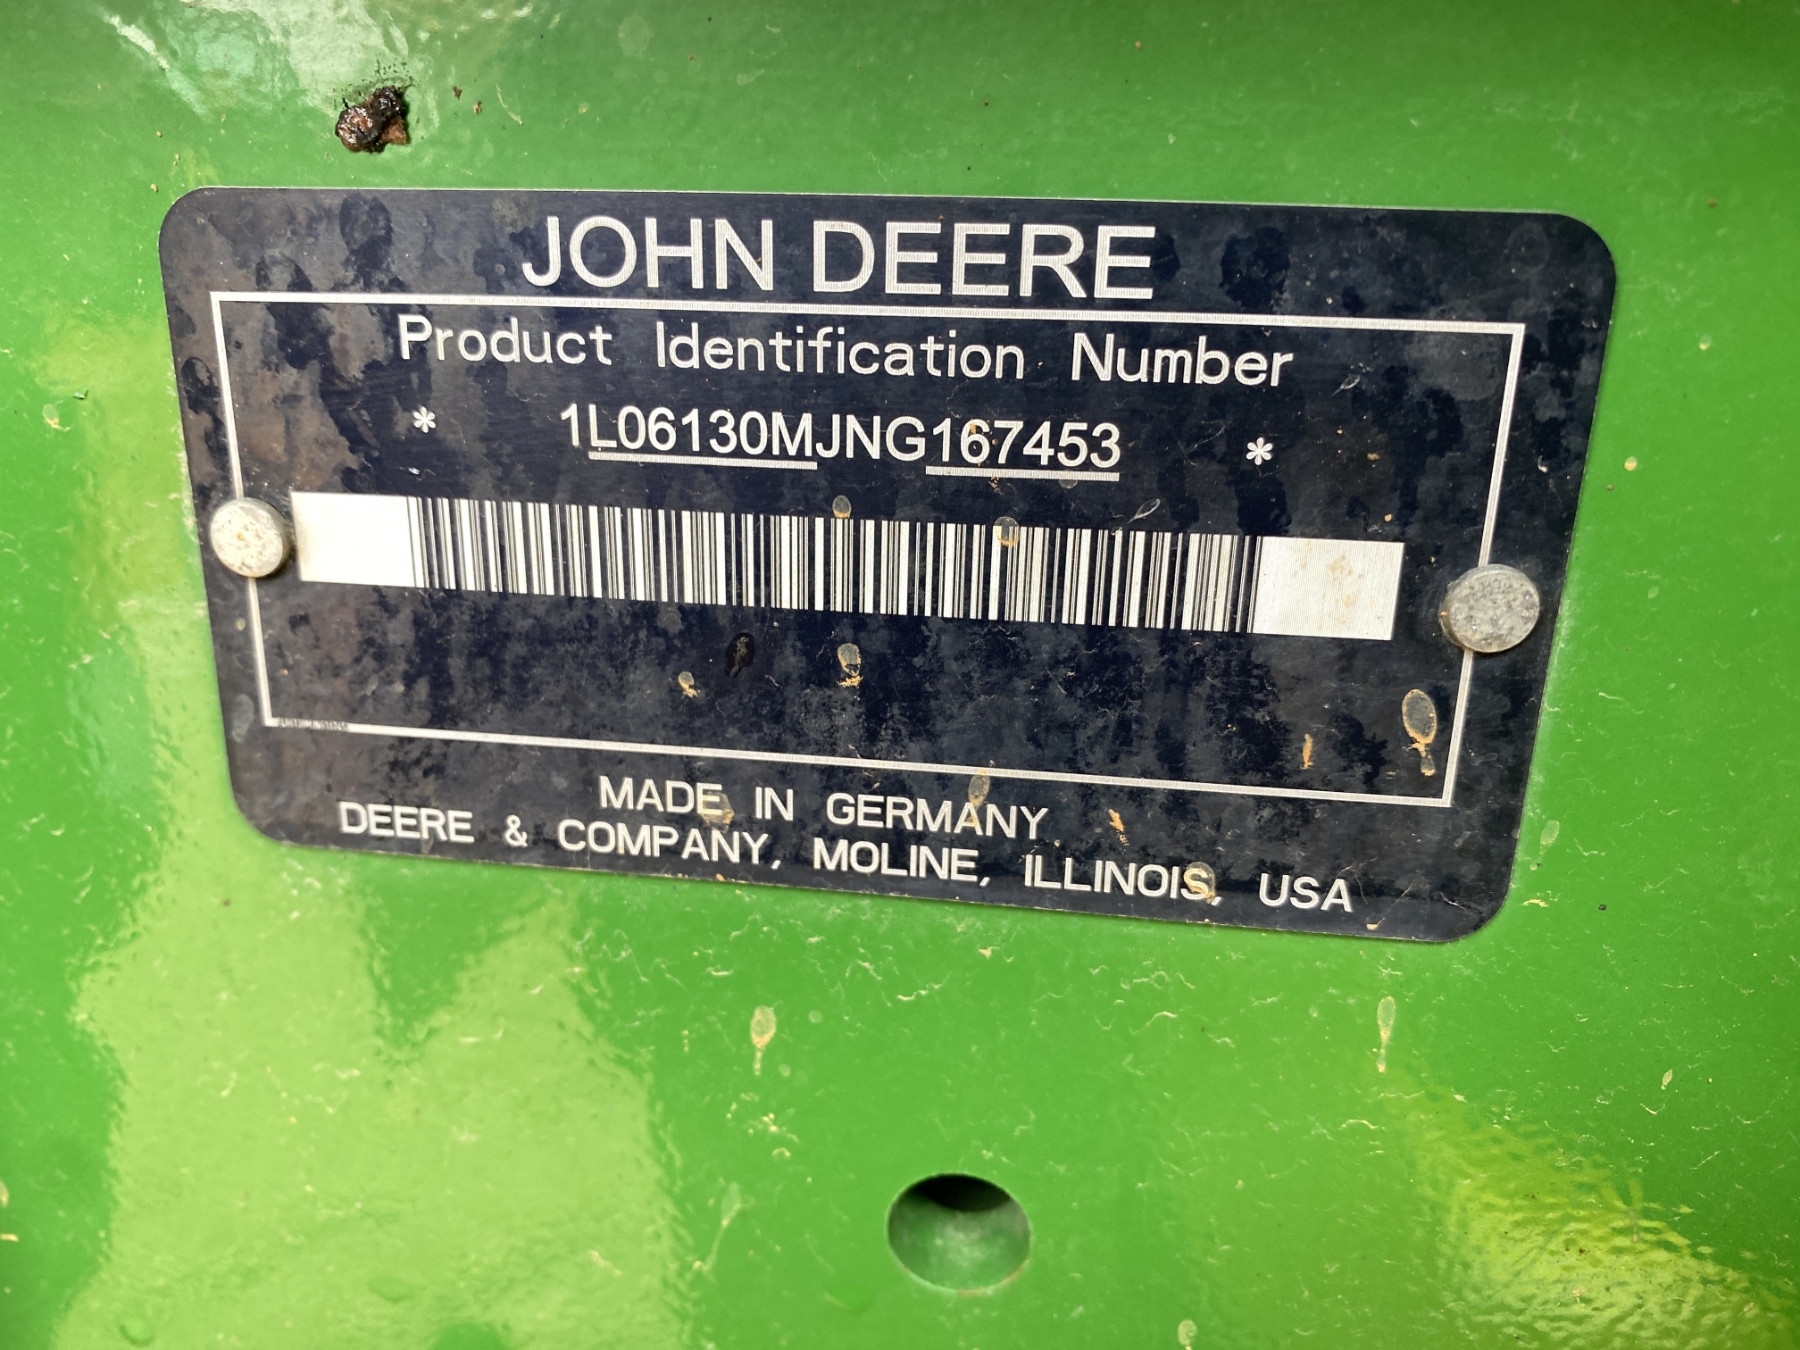 JOHN DEERE
Product Identification Number
* 1L06130MJNG167453 *
MADE IN GERMANY
DEERE & COMPANY, MOLINE, ILLINOIS, USA